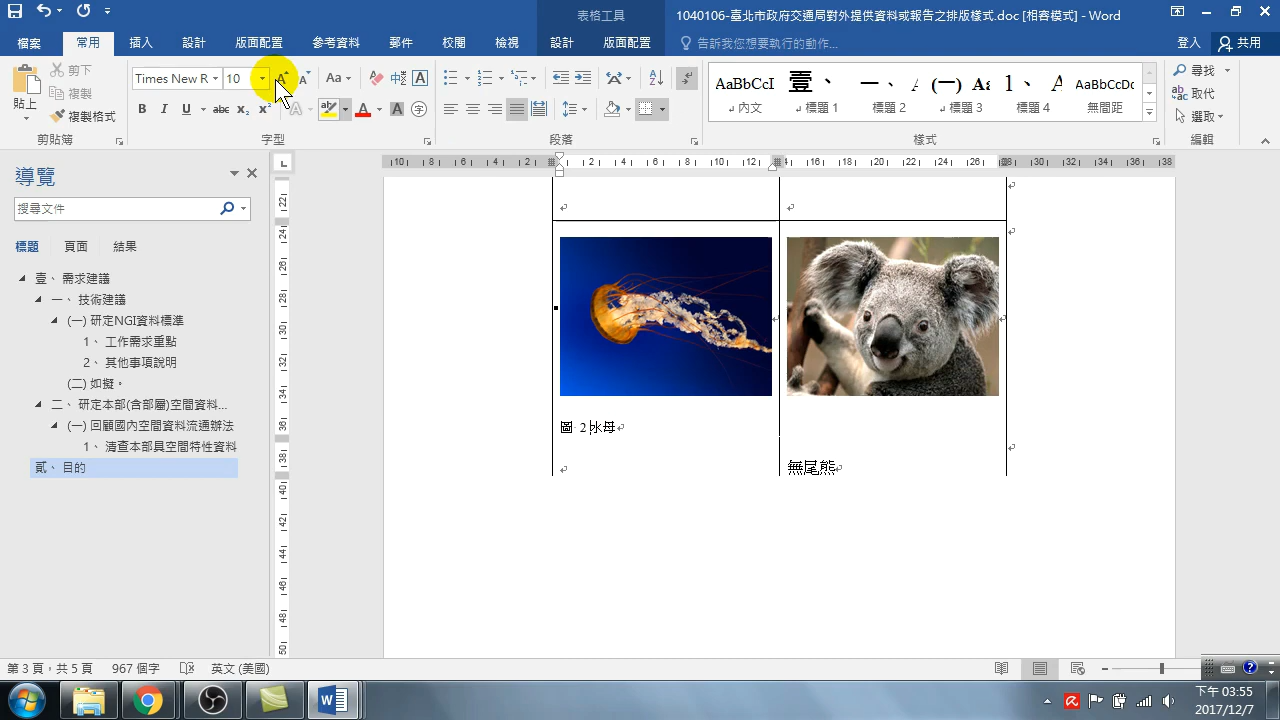 表格工具
1040106-臺北市政府交通局對外提供資料或報告之排版樣式.doc [相容模式] - Word
檔案 常用 插入 設計 版面配置 參考資料 郵件 校閱 檢視 設計 版面配置 告訴我您想要執行的動作... 登入 共用
貼上 剪下 複製 複製格式
Times New R 10 Aa
B I U abc X₂ X²
AaBbCcI 內文
壹、 標題 1
一、 標題 2
(一) 標題 3
1、 標題 4
AaBbCcDc 無間距
尋找
取代
選取
剪貼簿 字型 段落 樣式 編輯
導覽
搜尋文件
標題 頁面 結果
壹、 需求建議
一、 技術建議
(一) 研定NGI資料標準
1、 工作需求重點
2、 其他事項說明
(二) 如擬。
二、 研定本部(含部屬)空間資料...
(一) 回顧國內空間資料流通辦法
1、 清查本部具空間特性資料
貳、 目的
圖 2 水母
無尾熊
第 3 頁，共 5 頁 967 個字 英文 (美國)
下午 03:55
2017/12/7